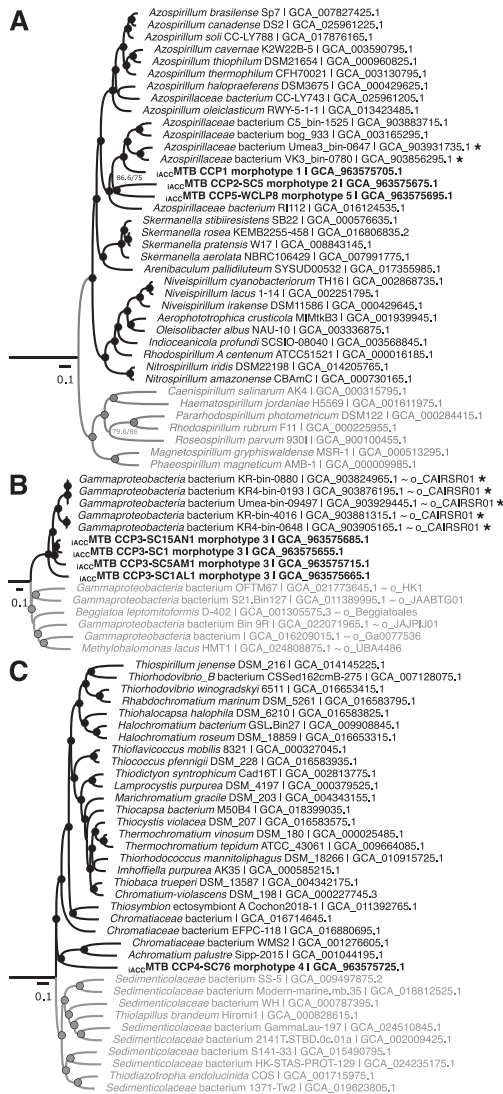 A
Azospirillum brasilense Sp7 | GCA_007827425.1
Azospirillum canadense DS2 | GCA_025961225.1
Azospirillum soli CC-LY788 | GCA_017876165.1
Azospirillum cavernae K2W22B-5 | GCA_003590795.1
Azospirillum thiophilum DSM21654 | GCA_000960825.1
Azospirillum thermophilum CFH70021 | GCA_003130795.1
Azospirillum halopraeferens DSM3675 | GCA_000429625.1
Azospirillaceae bacterium CC-LY743 | GCA_025961205.1
Azospirillum oleiclasticum RWY-5-1-1 | GCA_013423485.1
Azospirillaceae bacterium C5_bin-1525 | GCA_903883715.1
Azospirillaceae bacterium bog_933 | GCA_003165295.1
Azospirillaceae bacterium Umea3_bin-0647 | GCA_903931735.1 *
Azospirillaceae bacterium VK3_bin-0780 | GCA_903856295.1 *
86.6/75
iACCMTB CCP1 morphotype 1 | GCA_963575705.1
iACCMTB CCP2-SC5 morphotype 2 | GCA_963575675.1
iACCMTB CCP5-WCLP8 morphotype 5 | GCA_963575695.1
Azospirillaceae bacterium RI112 | GCA_016124535.1
Skermanella stibiiresistens SB22 | GCA_000576635.1
Skermanella rosea KEMB2255-458 | GCA_016806835.2
Skermanella pratensis W17 | GCA_008843145.1
Skermanella aerolata NBRC106429 | GCA_007991775.1
Arenibaculum pallidiluteum SYSUD00532 | GCA_017355985.1
Niveispirillum cyanobacteriorum TH16 | GCA_002868735.1
Niveispirillum lacus 1-14 | GCA_002251795.1
Niveispirillum irakense DSM11586 | GCA_000429645.1
Aerophototrophica crusticola MIMtkB3 | GCA_001939945.1
Oleisolibacter albus NAU-10 | GCA_003336875.1
Indioceanicola profundi SCSIO-08040 | GCA_003568845.1
Rhodospirillum A centenum ATCC51521 | GCA_000016185.1
Nitrospirillum iridis DSM22198 | GCA_014205765.1
Nitrospirillum amazonense CBAmC | GCA_000730165.1
0.1
Caenispirillum salinarum AK4 | GCA_000315795.1
Haematospirillum jordaniae H5569 | GCA_001611975.1
Pararhodospirillum photometricum DSM122 | GCA_000284415.1
79.6/86
Rhodospirillum rubrum F11 | GCA_000225955.1
Roseospirillum parvum 930I | GCA_900100455.1
Magnetospirillum gryphiswaldense MSR-1 | GCA_000513295.1
Phaeospirillum magneticum AMB-1 | GCA_000009985.1
B
Gammaproteobacteria bacterium KR-bin-0880 | GCA_903824965.1 ~ o_CAIRSR01 *
Gammaproteobacteria bacterium KR4-bin-0193 | GCA_903876195.1 ~ o_CAIRSR01 *
Gammaproteobacteria bacterium Umea-bin-09497 | GCA_903929445.1 ~ o_CAIRSR01 *
Gammaproteobacteria bacterium KR-bin-4016 | GCA_903881315.1 ~ o_CAIRSR01 *
Gammaproteobacteria bacterium KR4-bin-0648 | GCA_903905165.1 ~ o_CAIRSR01 *
iACCMTB CCP3-SC15AN1 morphotype 3 | GCA_963575685.1
iACCMTB CCP3-SC1 morphotype 3 | GCA_963575655.1
iACCMTB CCP3-SC5AM1 morphotype 3 | GCA_963575715.1
iACCMTB CCP3-SC1AL1 morphotype 3 | GCA_963575665.1
0.1
Gammaproteobacteria bacterium OFTM67 | GCA_021773645.1 ~ o_HK1
Gammaproteobacteria bacterium S21.Bin127 | GCA_011389995.1 ~ o_JAABTG01
Beggiatoa leptomitoformis D-402 | GCA_001305575.3 ~ o_Beggiatoales
Gammaproteobacteria bacterium Bin 9R | GCA_022071965.1 ~ o_JAJPIJ01
Gammaproteobacteria bacterium | GCA_016209015.1 ~ o_Ga0077536
Methylohalomonas lacus HMT1 | GCA_024808875.1 ~ o_UBA4486
C
Thiospirillum jenense DSM_216 | GCA_014145225.1
Thiorhodovibrio_B bacterium CSSed162cmB-275 | GCA_007128075.1
Thiorhodovibrio winogradskyi 6511 | GCA_016653415.1
Rhabdochromatium marinum DSM_5261 | GCA_016583795.1
Thiohalocapsa halophila DSM_6210 | GCA_016583825.1
Halochromatium bacterium GSL.Bin27 | GCA_009908845.1
Halochromatium roseum DSM_18859 | GCA_016653315.1
Thioflavicoccus mobilis 8321 | GCA_000327045.1
Thiococcus pfennigii DSM_228 | GCA_016583935.1
Thiodictyon syntrophicum Cad16T | GCA_002813775.1
Lamprocystis purpurea DSM_4197 | GCA_000379525.1
Marichromatium gracile DSM_203 | GCA_004343155.1
Thiocapsa bacterium M50B4 | GCA_018399035.1
Thiocystis violacea DSM_207 | GCA_016583575.1
Thermochromatium vinosum DSM_180 | GCA_000025485.1
Thermochromatium tepidum ATCC_43061 | GCA_009664085.1
Thiorhodococcus mannitoliphagus DSM_18266 | GCA_010915725.1
Imhoffiella purpurea AK35 | GCA_000585215.1
Thiobaca trueperi DSM_13587 | GCA_004342175.1
Chromatium-violascens DSM_198 | GCA_000227745.3
Thiosymbion ectosymbiont A Cochon2018-1 | GCA_011392765.1
Chromatiaceae bacterium | GCA_016714645.1
Chromatiaceae bacterium EFPC-118 | GCA_016880695.1
Chromatiaceae bacterium WMS2 | GCA_001276605.1
Achromatium palustre Sipp-2015 | GCA_001044195.1
iACCMTB CCP4-SC76 morphotype 4 | GCA_963575725.1
0.1
Sedimenticolaceae bacterium SS-5 | GCA_009497875.2
Sedimenticolaceae bacterium Modern-marine.mb.35 | GCA_018812525.1
Sedimenticolaceae bacterium WH | GCA_000787395.1
Thiolapillus brandeum Hiromi1 | GCA_000828615.1
Sedimenticolaceae bacterium GammaLau-197 | GCA_024510845.1
Sedimenticolaceae bacterium 2141T.STBD.0c.01a | GCA_002009425.1
Sedimenticolaceae bacterium S141-33 | GCA_015490795.1
Sedimenticolaceae bacterium HK-STAS-PROT-129 | GCA_024235175.1
Thiodiazotropha endolucinida COS | GCA_001715975.1
Sedimenticolaceae bacterium 1371-Tw2 | GCA_019623805.1